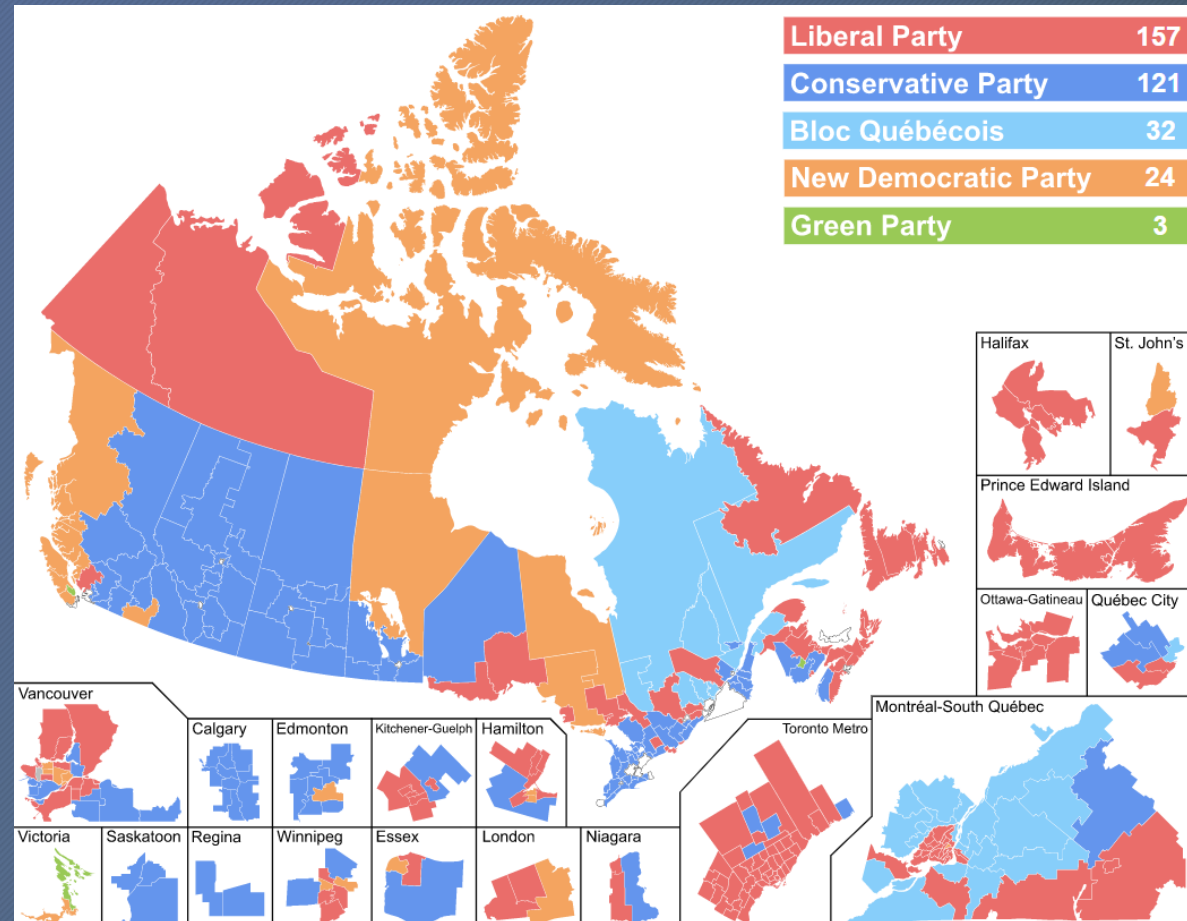 Liberal Party 157
Conservative Party 121
Bloc Québécois 32
New Democratic Party 24
Green Party 3
Halifax
St. John's
Prince Edward Island
Ottawa-Gatineau
Québec City
Vancouver
Calgary
Edmonton
Kitchener-Guelph
Hamilton
Toronto Metro
Montréal-South Québec
Victoria
Saskatoon
Regina
Winnipeg
Essex
London
Niagara